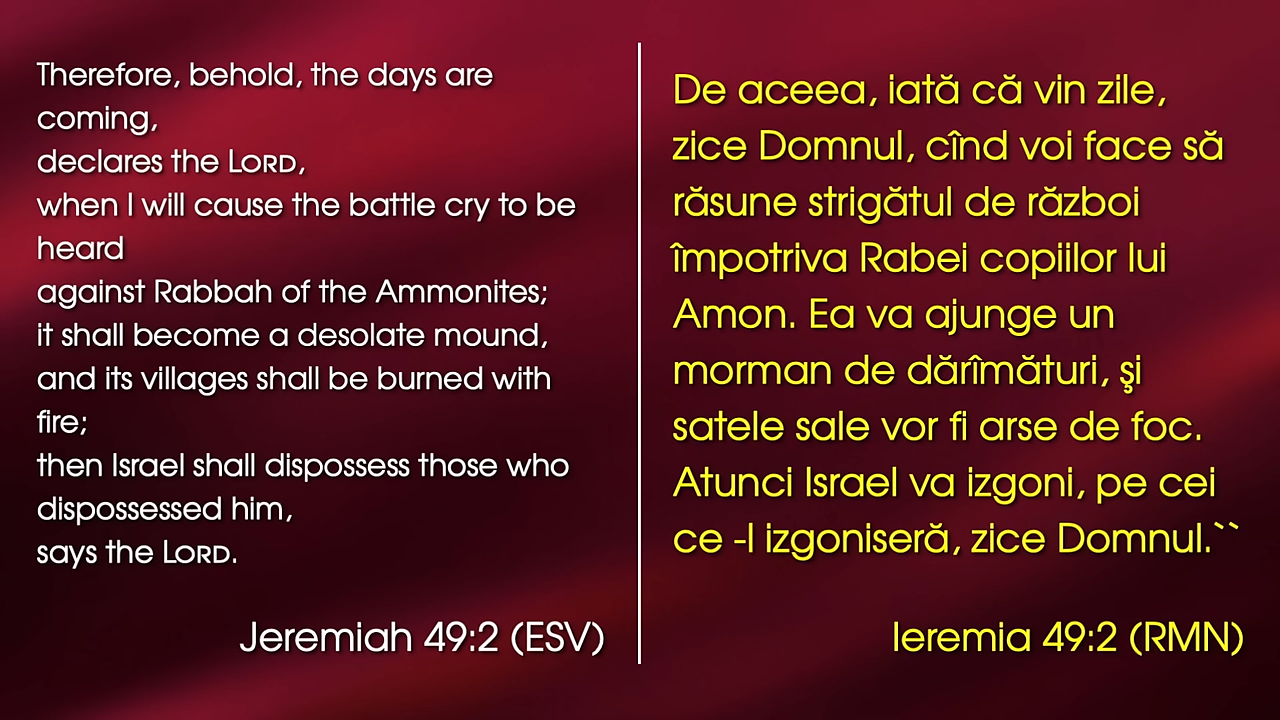 Therefore, behold, the days are
coming,
declares the LORD,
when I will cause the battle cry to be
heard
against Rabbah of the Ammonites;
it shall become a desolate mound,
and its villages shall be burned with
fire;
then Israel shall dispossess those who
dispossessed him,
says the LORD.
Jeremiah 49:2 (ESV)
De aceea, iată că vin zile,
zice Domnul, cînd voi face să
răsune strigătul de război
împotriva Rabei copiilor lui
Amon. Ea va ajunge un
morman de dărîmături, şi
satele sale vor fi arse de foc.
Atunci Israel va izgoni, pe cei
ce -l izgoniseră, zice Domnul.``
Ieremia 49:2 (RMN)